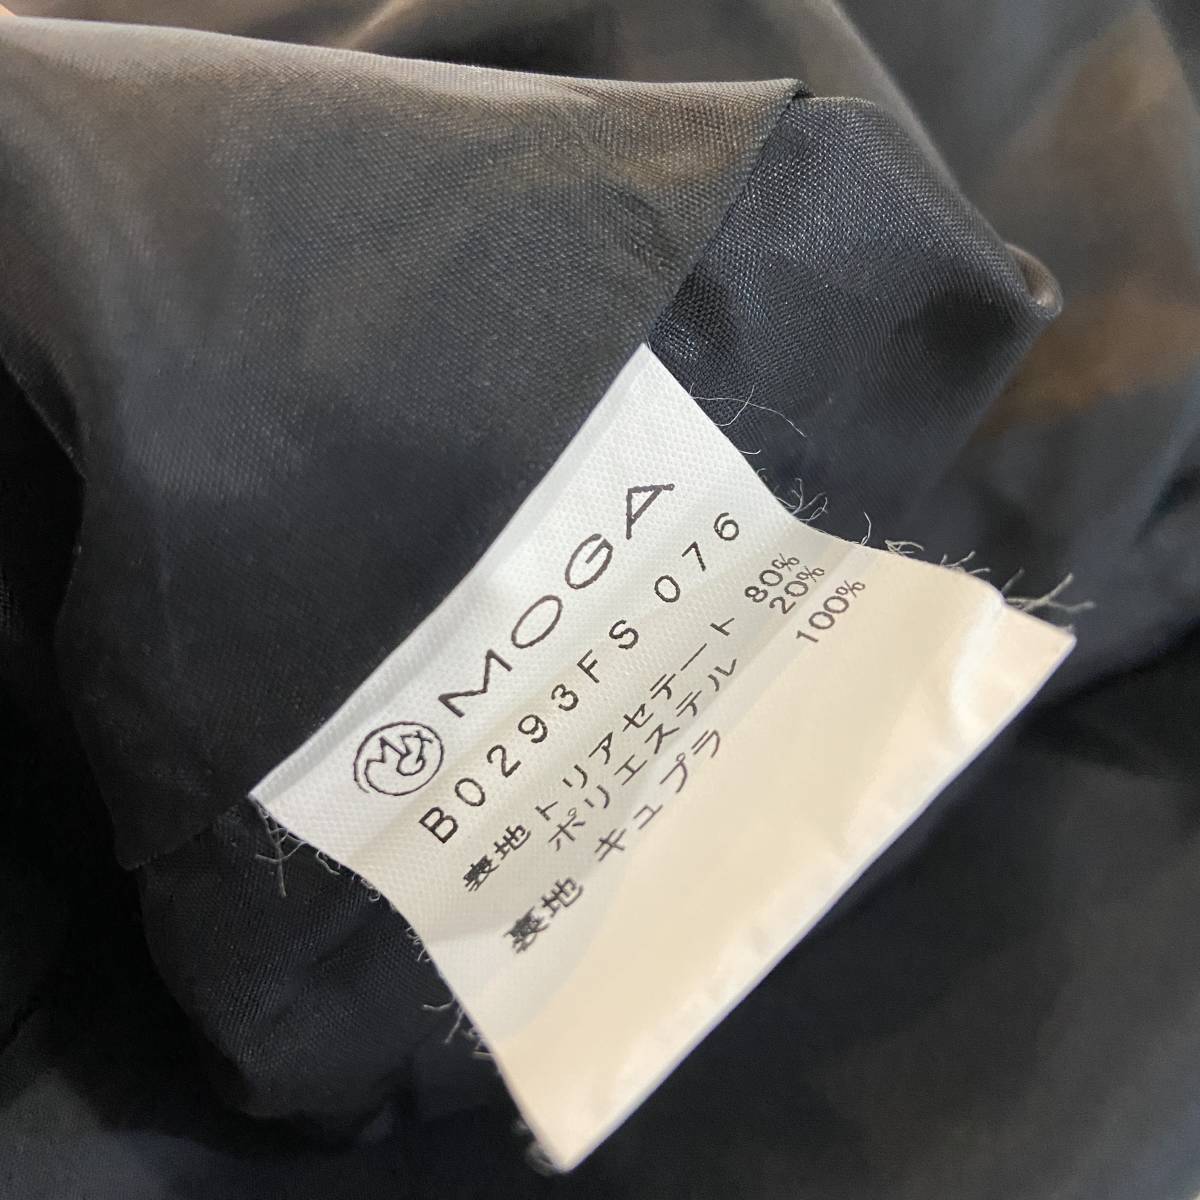 MOGA
B0293FS 076
表地 トリアセテート 80%
ポリエステル 20%
裏地 キュプラ 100%